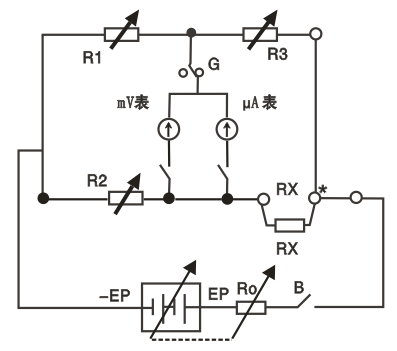 R1
R3
G
mV表
μA表
R2
RX
*
RX
-EP
EP
Ro
B